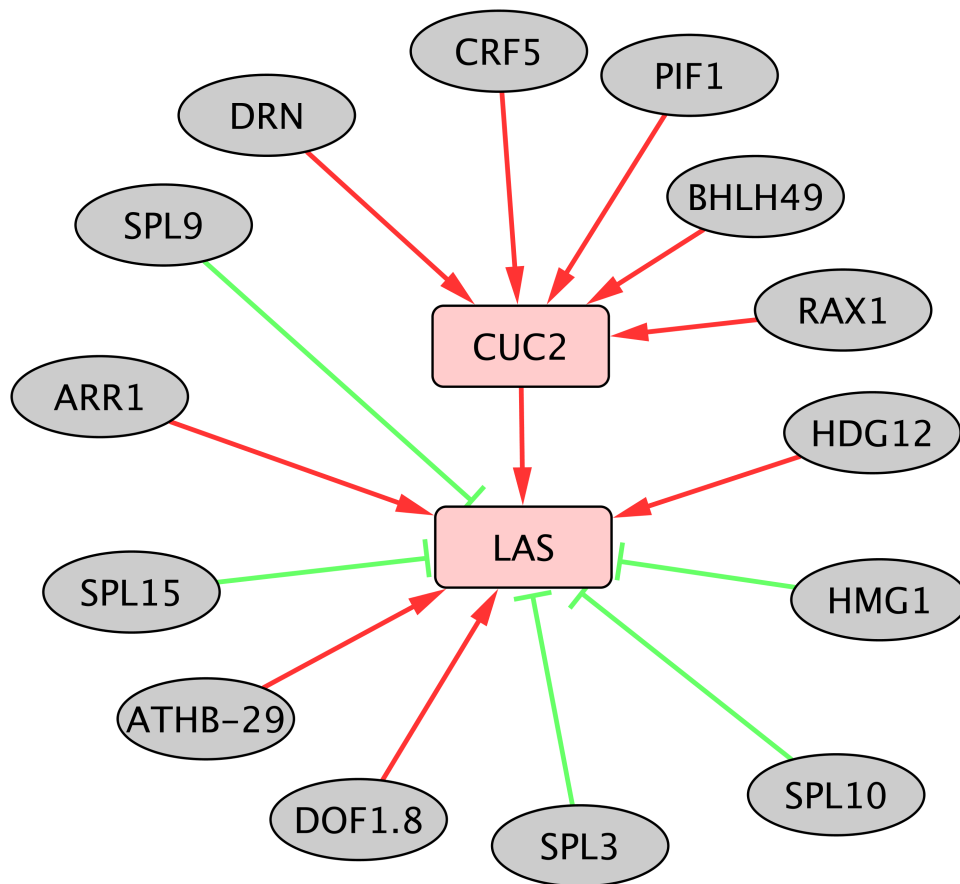 CRF5
PIF1
DRN
BHLH49
SPL9
RAX1
CUC2
ARR1
HDG12
LAS
SPL15
HMG1
ATHB−29
SPL10
DOF1.8
SPL3